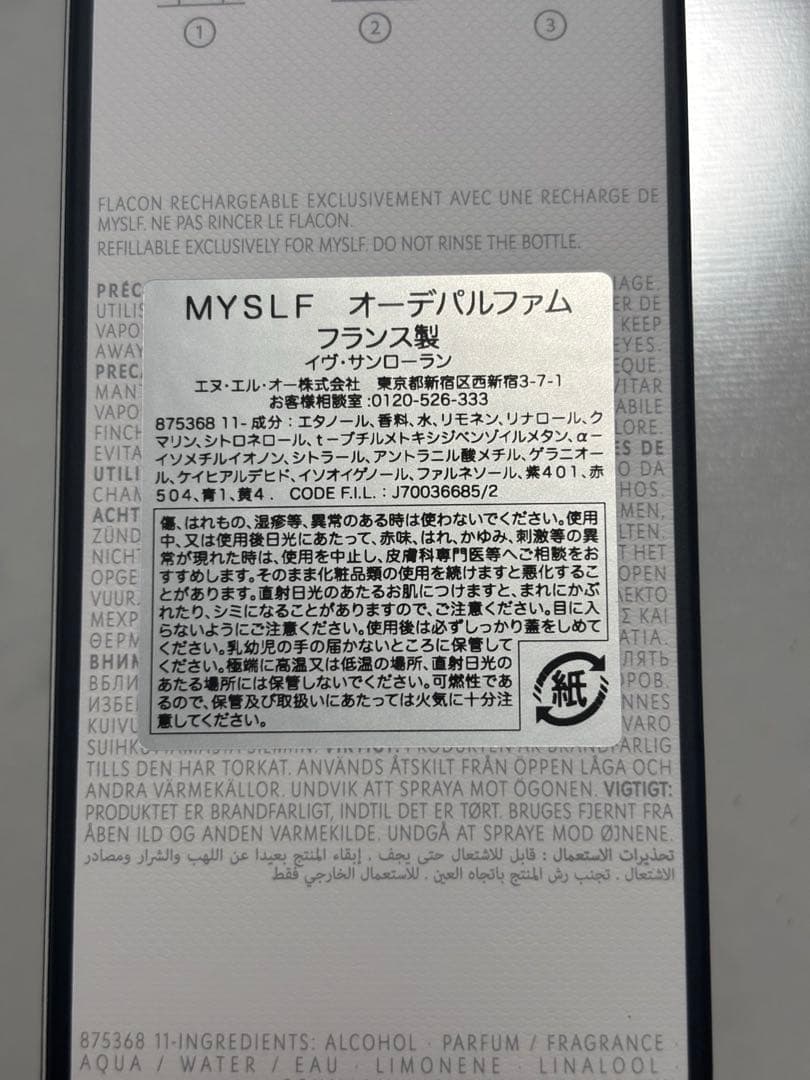 1 2 3
FLACON RECHARGEABLE EXCLUSIVEMENT AVEC UNE RECHARGE DE
MYSLF. NE PAS RINCER LE FLACON.
REFILLABLE EXCLUSIVELY FOR MYSLF. DO NOT RINSE THE BOTTLE.
MYSLF オーデパルファム
フランス製
イヴ・サンローラン
エヌ・エル・オー株式会社 東京都新宿区西新宿3-7-1
お客様相談室:0120-526-333
875368 11- 成分:エタノール、香料、水、リモネン、リナロール、ク
マリン、シトロネロール、t-ブチルメトキシジベンゾイルメタン、α-
イソメチルイオノン、シトラール、アントラニル酸メチル、ゲラニオー
ル、ケイヒアルデヒド、イソオイゲノール、ファルネソール、紫401、赤
504、青1、黄4. CODE F.I.L.:J70036685/2
傷、はれもの、湿疹等、異常のある時は使わないでください。使用
中、又は使用後日光にあたって、赤味、はれ、かゆみ、刺激等の異
常が現れた時は、使用を中止し、皮膚科専門医等へご相談をお
すすめします。そのまま化粧品類の使用を続けますと悪化するこ
とがあります。直射日光のあたるお肌につけますと、まれにかぶ
れたり、シミになることがありますので、ご注意ください。目に入
らないようにご注意ください。使用後は必ずしっかり蓋をしめて
ください。乳幼児の手の届かないところに保管して
ください。極端に高温又は低温の場所、直射日光の
あたる場所には保管しないでください。可燃性であ
るので、保管及び取扱いにあたっては火気に十分注
意してください。
紙
TILLS DEN HAR TORKAT. ANVÄNDS ÅTSKILT FRÅN ÖPPEN LÅGA OCH
ANDRA VÄRMEKÄLLOR. UNDVIK ATT SPRAYA MOT ÖGONEN. VIGTIGT:
PRODUKTET ER BRANDFARLIGT, INDTIL DET ER TØRT. BRUGES FJERNT FRA
ÅBEN ILD OG ANDEN VARMEKILDE. UNDGÅ AT SPRAYE MOD ØJNENE.
تحذيرات الاستعمال : قابل للاشتعال حتى يجف . إبقاء المنتج بعيدا عن اللهب والشرار ومصادر
الاشتعال . تجنب رش المنتج باتجاه العين . للاستعمال الخارجي فقط
875368 11-INGREDIENTS: ALCOHOL · PARFUM / FRAGRANCE ·
AQUA / WATER / EAU · LIMONENE · LINALOOL ·